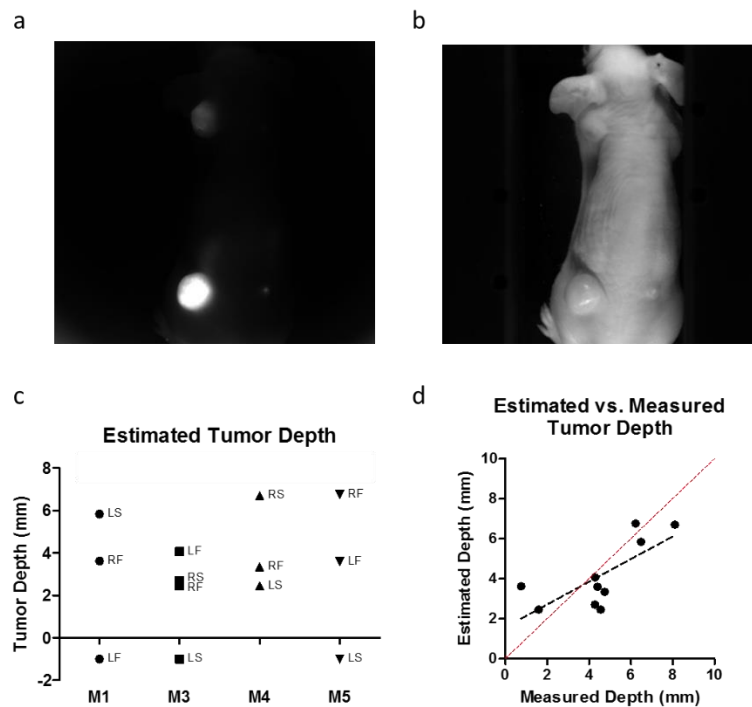 a
b
c
Estimated Tumor Depth
Tumor Depth (mm)
8
6
4
2
0
-2
LS
RF
LF
LF
RS
RF
LS
RS
RF
LS
RF
LF
LS
M1
M3
M4
M5
d
Estimated vs. Measured
Tumor Depth
Estimated Depth (mm)
10
8
6
4
2
0
0
2
4
6
8
10
Measured Depth (mm)